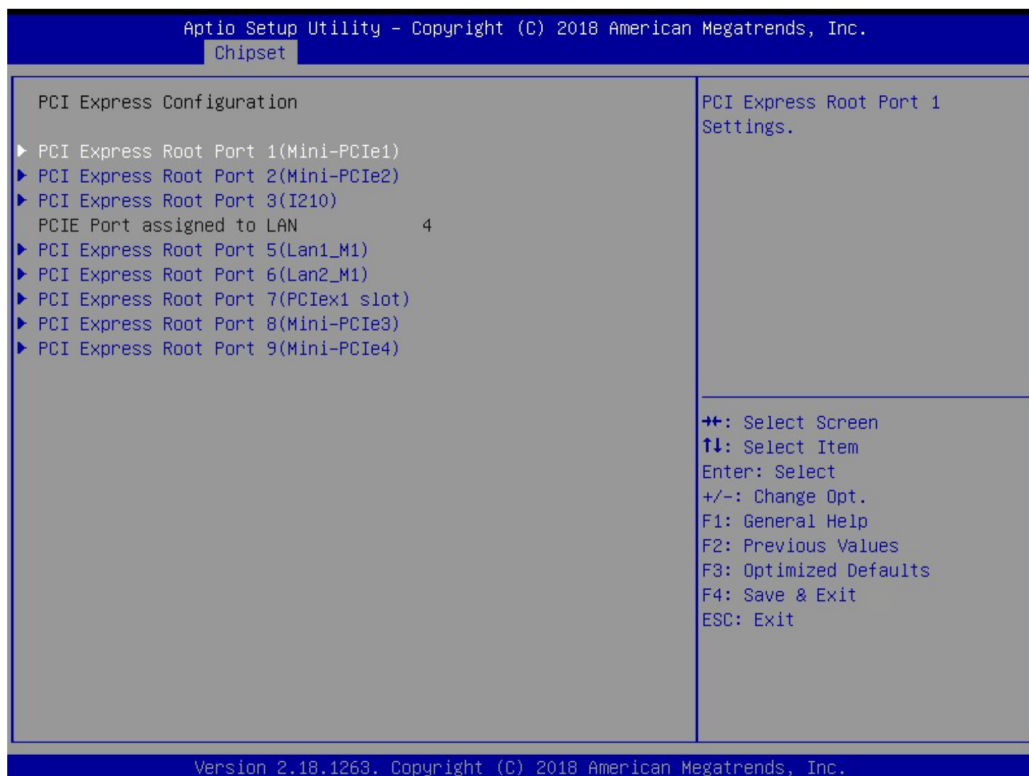 Aptio Setup Utility – Copyright (C) 2018 American Megatrends, Inc.
Chipset
PCI Express Configuration
▶ PCI Express Root Port 1(Mini-PCIe1)
▶ PCI Express Root Port 2(Mini-PCIe2)
▶ PCI Express Root Port 3(I210)
PCIE Port assigned to LAN 4
▶ PCI Express Root Port 5(Lan1_M1)
▶ PCI Express Root Port 6(Lan2_M1)
▶ PCI Express Root Port 7(PCIex1 slot)
▶ PCI Express Root Port 8(Mini-PCIe3)
▶ PCI Express Root Port 9(Mini-PCIe4)
PCI Express Root Port 1
Settings.
→←: Select Screen
↑↓: Select Item
Enter: Select
+/-: Change Opt.
F1: General Help
F2: Previous Values
F3: Optimized Defaults
F4: Save & Exit
ESC: Exit
Version 2.18.1263. Copyright (C) 2018 American Megatrends, Inc.